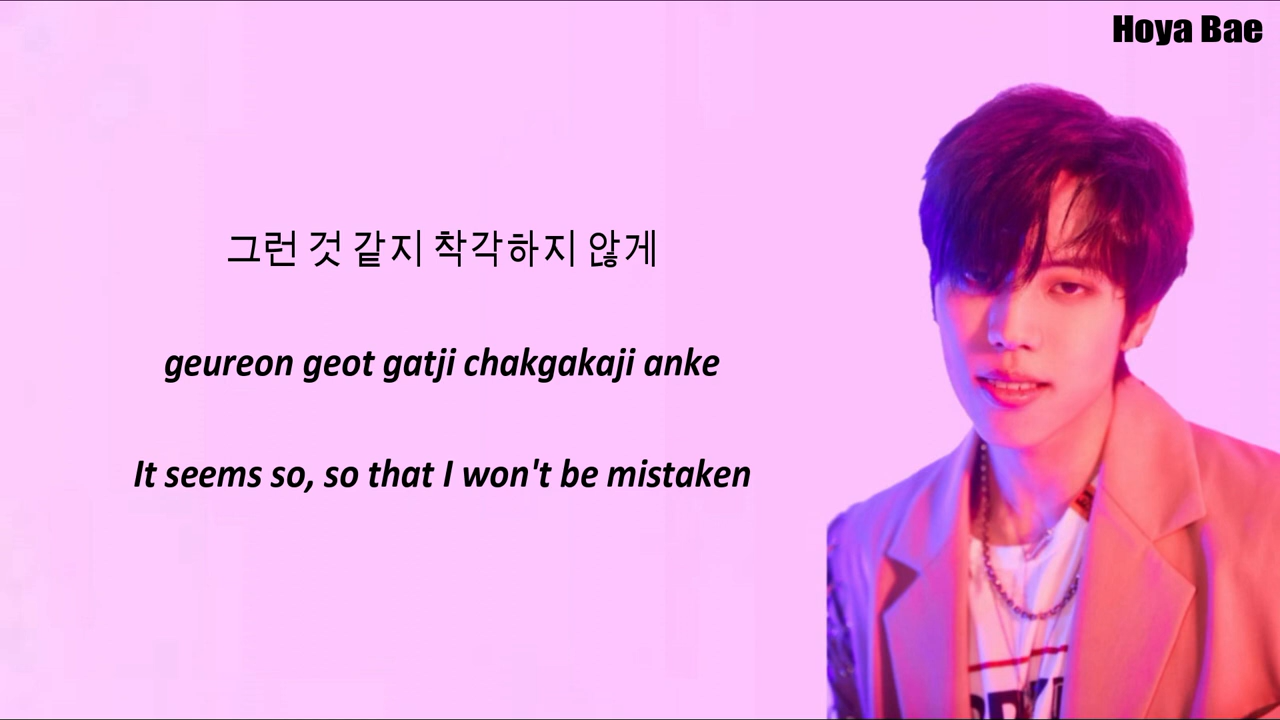 Hoya Bae
그런 것 같지 착각하지 않게
geureon geot gatji chakgakaji anke
It seems so, so that I won't be mistaken